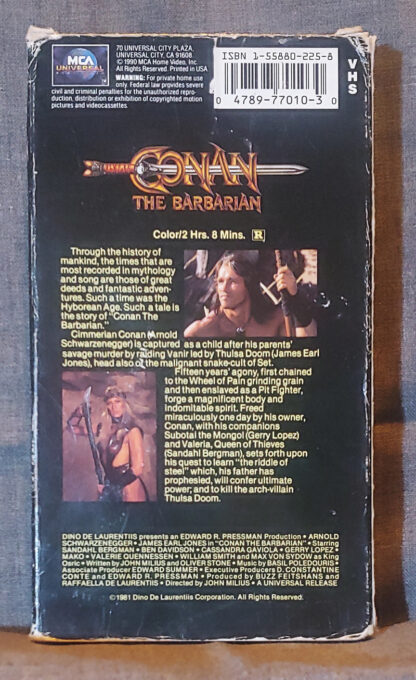 MCA
UNIVERSAL
70 UNIVERSAL CITY PLAZA,
UNIVERSAL CITY, CA 91608.
© 1990 MCA Home Video, Inc.
All Rights Reserved. Printed in USA
WARNING: For private home use
only. Federal law provides severe
civil and criminal penalties for the unauthorized repro-
duction, distribution or exhibition of copyrighted motion
pictures and videocassettes.
ISBN 1-55880-225-8
0 4789-77010-3 0
VHS
CONAN
THE BARBARIAN
Color/2 Hrs. 8 Mins. R
Through the history of
mankind, the times that are
most recorded in mythology
and song are those of great
deeds and fantastic adven-
tures. Such a time was the
Hyborean Age. Such a tale is
the story of "Conan The
Barbarian."
Cimmerian Conan (Arnold
Schwarzenegger) is captured as a child after his parents'
savage murder by raiding Vanir led by Thulsa Doom (James Earl
Jones), head also of the malignant snake-cult of Set.
Fifteen years' agony, first chained
to the Wheel of Pain grinding grain
and then enslaved as a Pit Fighter,
forge a magnificent body and
indomitable spirit. Freed
miraculously one day by his owner,
Conan, with his companions
Subotai the Mongol (Gerry Lopez)
and Valeria, Queen of Thieves
(Sandahl Bergman), sets forth upon
his quest to learn "the riddle of
steel" which, his father has
prophesied, will confer ultimate
power; and to kill the arch-villain
Thulsa Doom.
DINO DE LAURENTIIS presents an EDWARD R. PRESSMAN Production • ARNOLD
SCHWARZENEGGER • JAMES EARL JONES in "CONAN THE BARBARIAN" • Starring
SANDAHL BERGMAN • BEN DAVIDSON • CASSANDRA GAVIOLA • GERRY LOPEZ •
MAKO • VALERIE QUENNESSEN • WILLIAM SMITH and MAX VON SYDOW as King
Osric • Written by JOHN MILIUS and OLIVER STONE • Music by BASIL POLEDOURIS •
Associate Producer EDWARD SUMMER • Executive Producers D. CONSTANTINE
CONTE and EDWARD R. PRESSMAN • Produced by BUZZ FEITSHANS and
RAFFAELLA DE LAURENTIIS • Directed by JOHN MILIUS • A UNIVERSAL RELEASE
©1981 Dino De Laurentiis Corporation. All Rights Reserved.